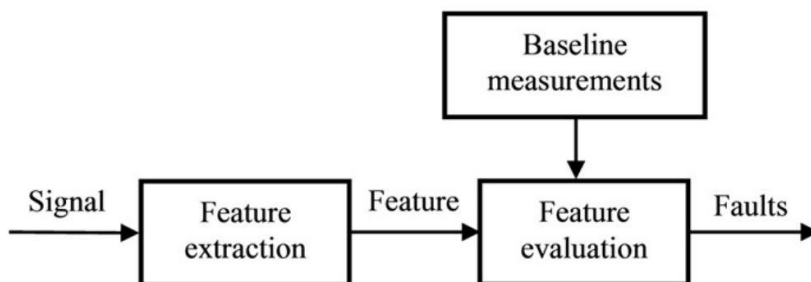 Baseline
measurements
Signal
Feature
extraction
Feature
Feature
evaluation
Faults